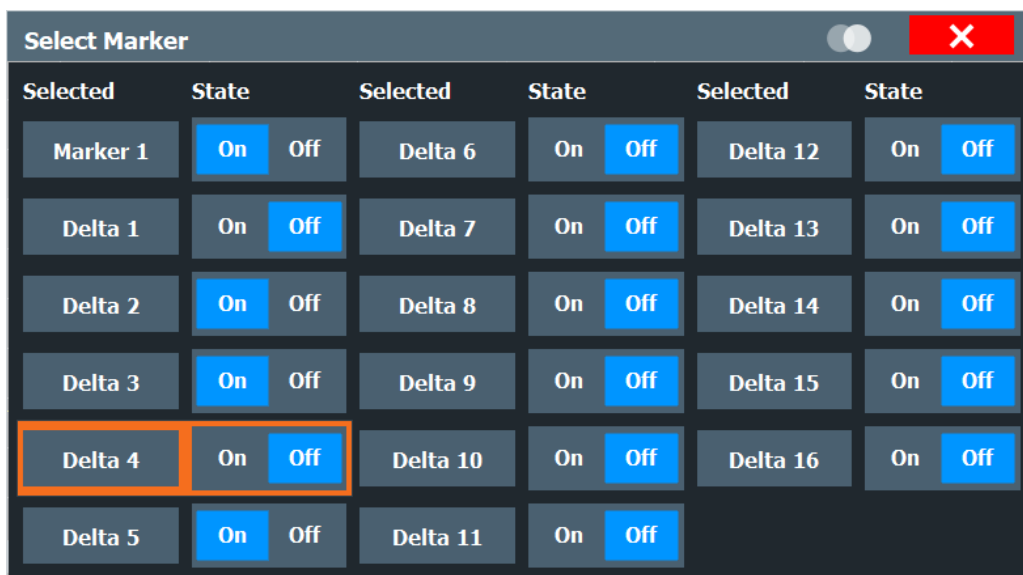 Select Marker
Selected State Selected State Selected State
Marker 1 On Off Delta 6 On Off Delta 12 On Off
Delta 1 On Off Delta 7 On Off Delta 13 On Off
Delta 2 On Off Delta 8 On Off Delta 14 On Off
Delta 3 On Off Delta 9 On Off Delta 15 On Off
Delta 4 On Off Delta 10 On Off Delta 16 On Off
Delta 5 On Off Delta 11 On Off